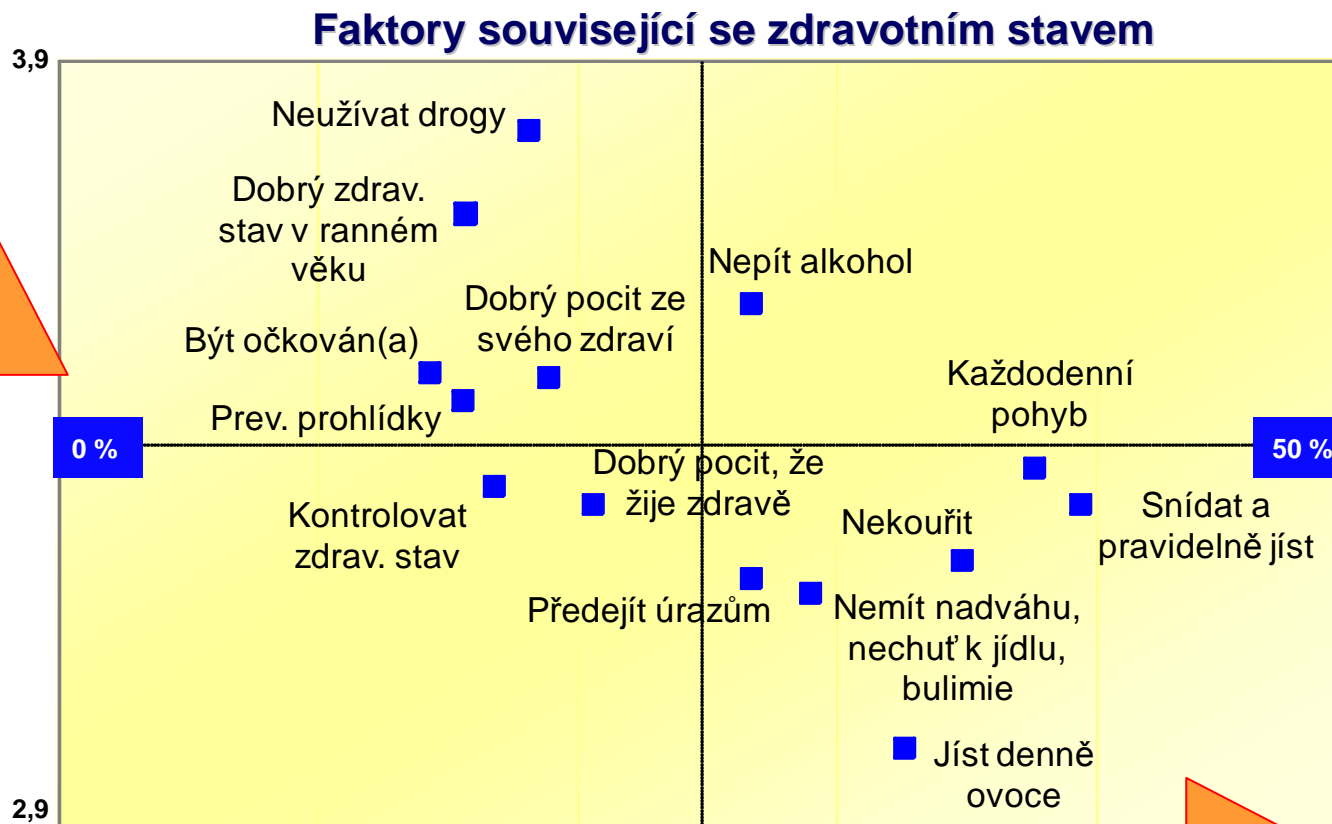 Faktory související se zdravotním stavem
3,9
Neužívat drogy
Dobrý zdrav.
stav v ranném
věku
Nepít alkohol
Dobrý pocit ze
svého zdraví
Být očkován(a)
Každodenní
pohyb
Prev. prohlídky
0 %
50 %
Dobrý pocit, že
žije zdravě
Kontrolovat
zdrav. stav
Nekouřit
Snídat a
pravidelně jíst
Předejít úrazům
Nemít nadváhu,
nechuť k jídlu,
bulimie
Jíst denně
ovoce
2,9